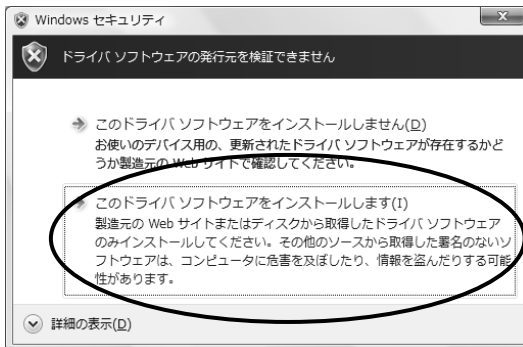 Windows セキュリティ
ドライバ ソフトウェアの発行元を検証できません
このドライバ ソフトウェアをインストールしません(D)
お使いのデバイス用の、更新されたドライバ ソフトウェアが存在するかど
うか製造元の Web サイトで確認してください。
このドライバ ソフトウェアをインストールします(I)
製造元の Web サイトまたはディスクから取得したドライバ ソフトウェア
のみインストールしてください。その他のソースから取得した署名のないソ
フトウェアは、コンピュータに危害を及ぼしたり、情報を盗んだりする可能
性があります。
詳細の表示(D)